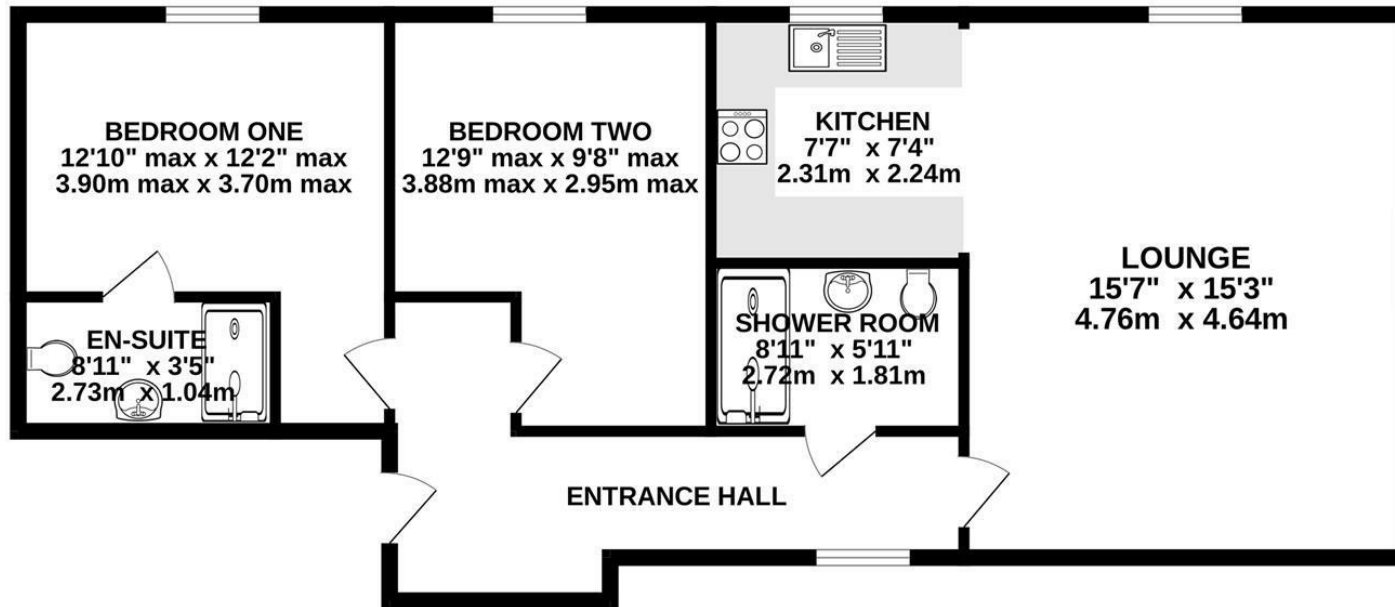 BEDROOM ONE
12'10" max x 12'2" max
3.90m max x 3.70m max
BEDROOM TWO
12'9" max x 9'8" max
3.88m max x 2.95m max
KITCHEN
7'7" x 7'4"
2.31m x 2.24m
LOUNGE
15'7" x 15'3"
4.76m x 4.64m
EN-SUITE
8'11" x 3'5"
2.73m x 1.04m
SHOWER ROOM
8'11" x 5'11"
2.72m x 1.81m
ENTRANCE HALL